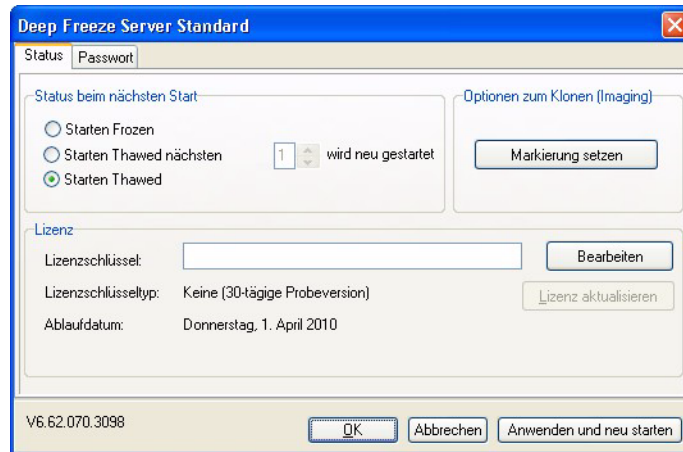 Deep Freeze Server Standard
Status Passwort
Status beim nächsten Start
Starten Frozen
Starten Thawed nächsten 1 wird neu gestartet
Starten Thawed
Optionen zum Klonen (Imaging)
Markierung setzen
Lizenz
Lizenzschlüssel: Bearbeiten
Lizenzschlüsseltyp: Keine (30-tägige Probeversion) Lizenz aktualisieren
Ablaufdatum: Donnerstag, 1. April 2010
V6.62.070.3098 OK Abbrechen Anwenden und neu starten